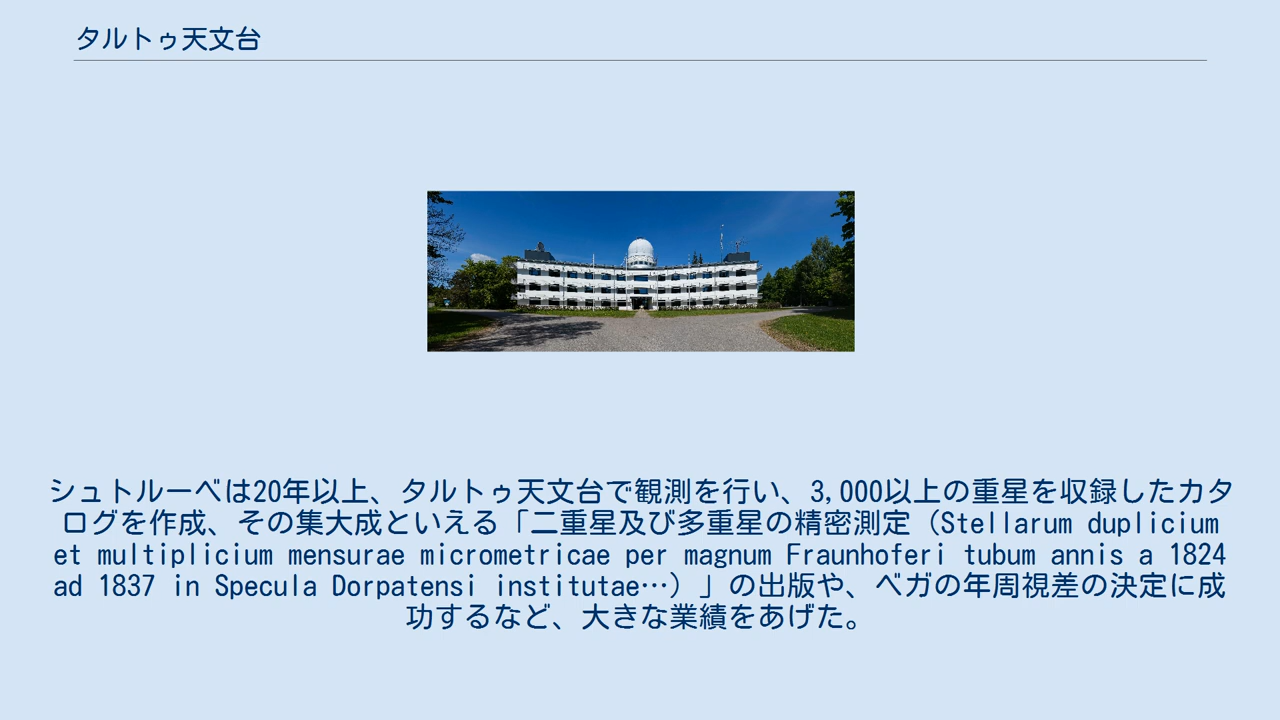 タルトゥ天文台
シュトルーベは20年以上、タルトゥ天文台で観測を行い、3,000以上の重星を収録したカタ
ログを作成、その集大成といえる「二重星及び多重星の精密測定（Stellarum duplicium
et multiplicium mensurae micrometricae per magnum Fraunhoferi tubum annis a 1824
ad 1837 in Specula Dorpatensi institutae…）」の出版や、ベガの年周視差の決定に成
功するなど、大きな業績をあげた。